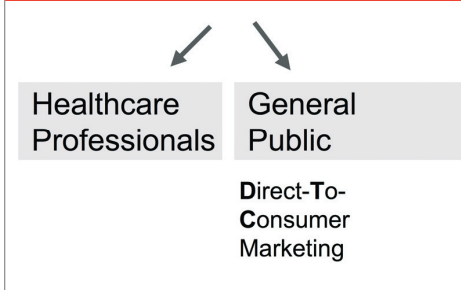 Healthcare
Professionals
General
Public
Direct-To-
Consumer
Marketing